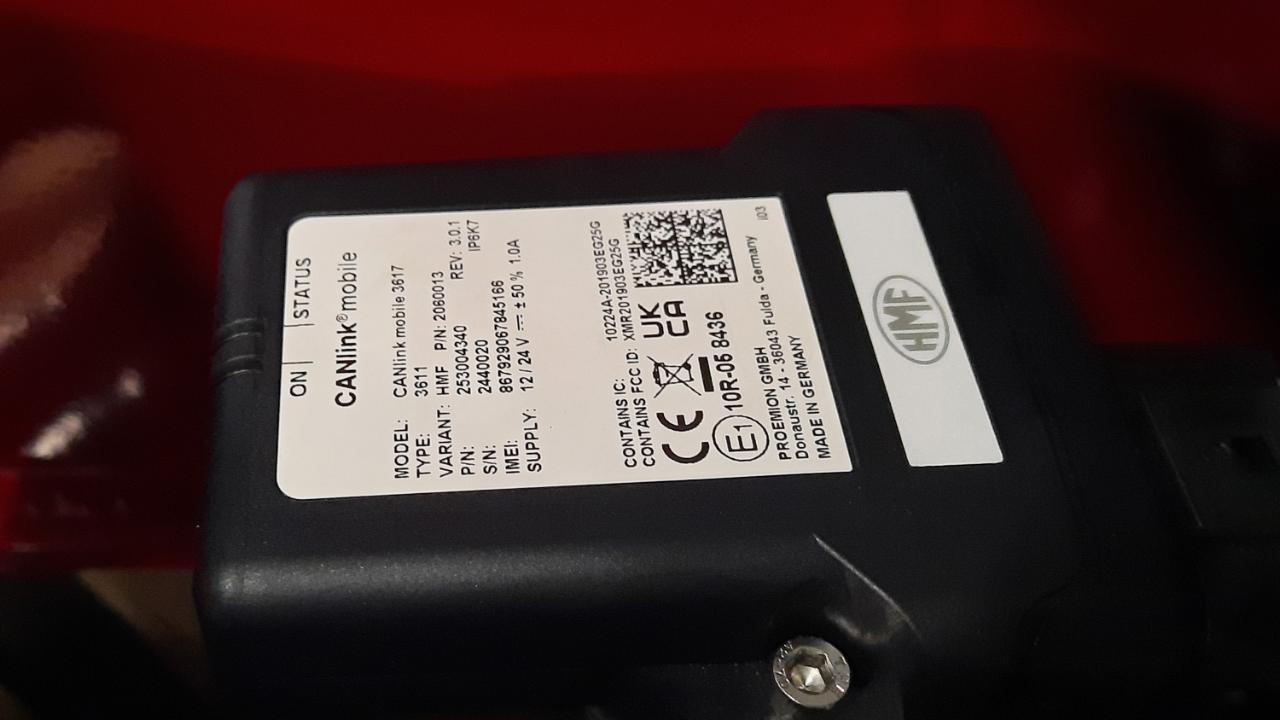 ON STATUS
CANlink® mobile
MODEL: CANlink mobile 3617
TYPE: 3611
VARIANT: HMF P/N: 2060013
P/N: 253004340 REV: 3.0.1
S/N: 2440020 IP6K7
IMEI: 867929067845166
SUPPLY: 12 / 24 V ⎓ ± 50 % 1.0A
CONTAINS IC: 10224A-201903EG25G
CONTAINS FCC ID: XMR201903EG25G
CE UK CA
E1 10R-05 8436
PROEMION GMBH
Donaustr. 14 - 36043 Fulda - Germany
MADE IN GERMANY i03
HMF